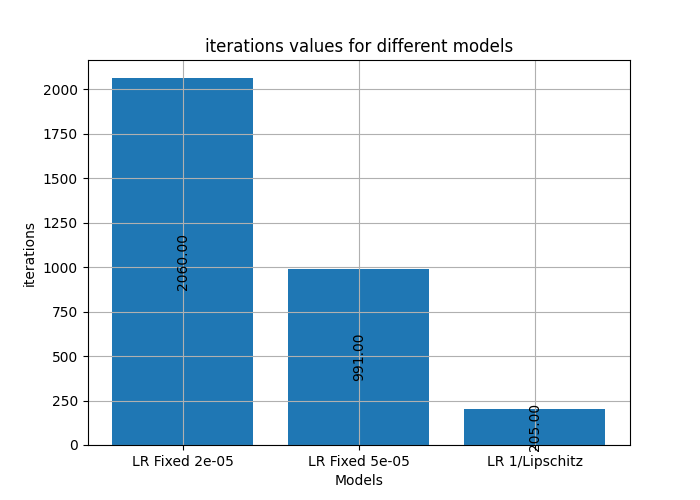 iterations values for different models
iterations
2000
1750
1500
1250
1000
750
500
250
0
2060.00
991.00
205.00
LR Fixed 2e-05
LR Fixed 5e-05
LR 1/Lipschitz
Models